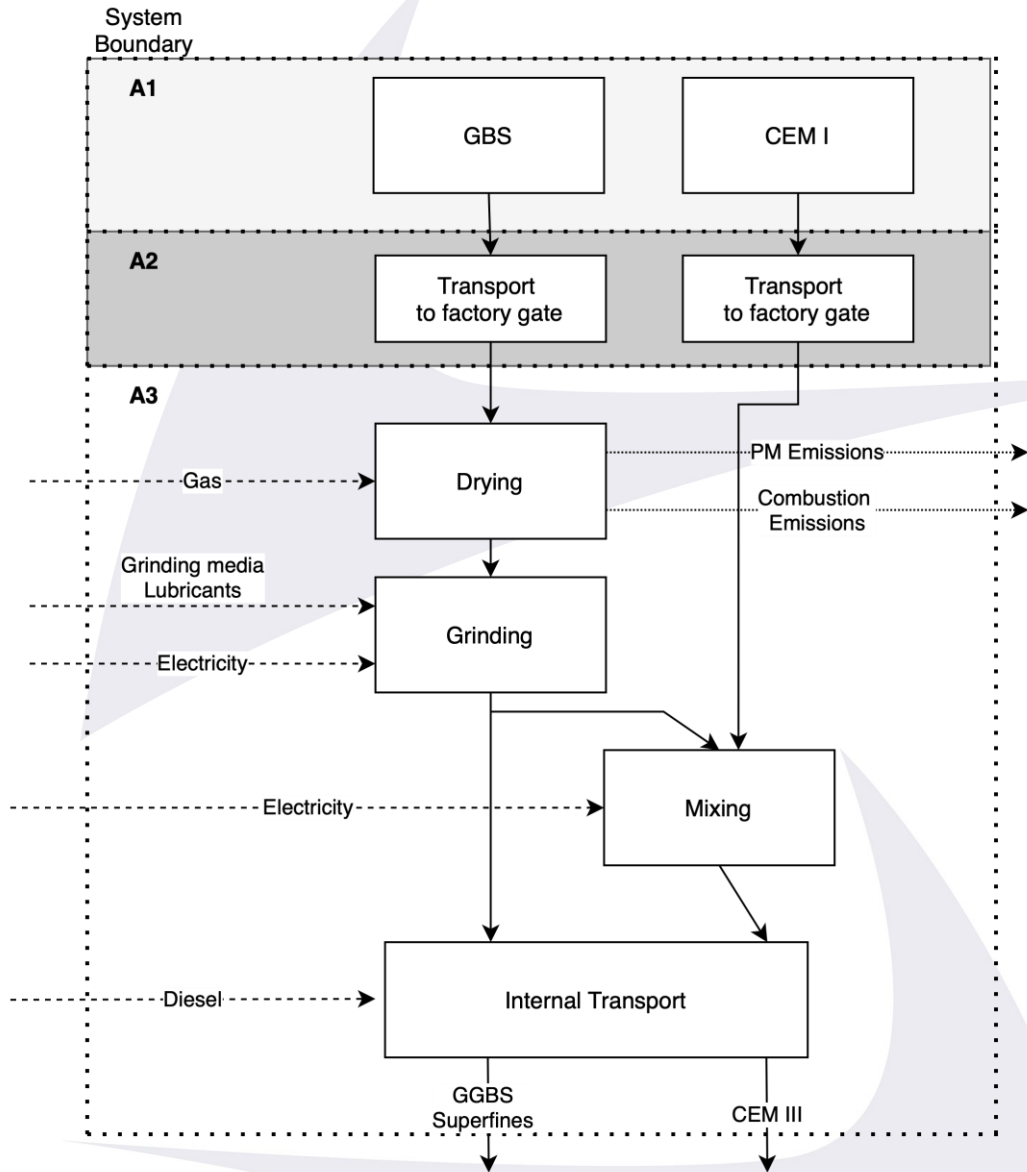 System
Boundary
A1
GBS
CEM I
A2
Transport
to factory gate
Transport
to factory gate
A3
Drying
Gas
PM Emissions
Combustion
Emissions
Grinding media
Lubricants
Grinding
Electricity
Electricity
Mixing
Diesel
Internal Transport
GGBS
Superfines
CEM III